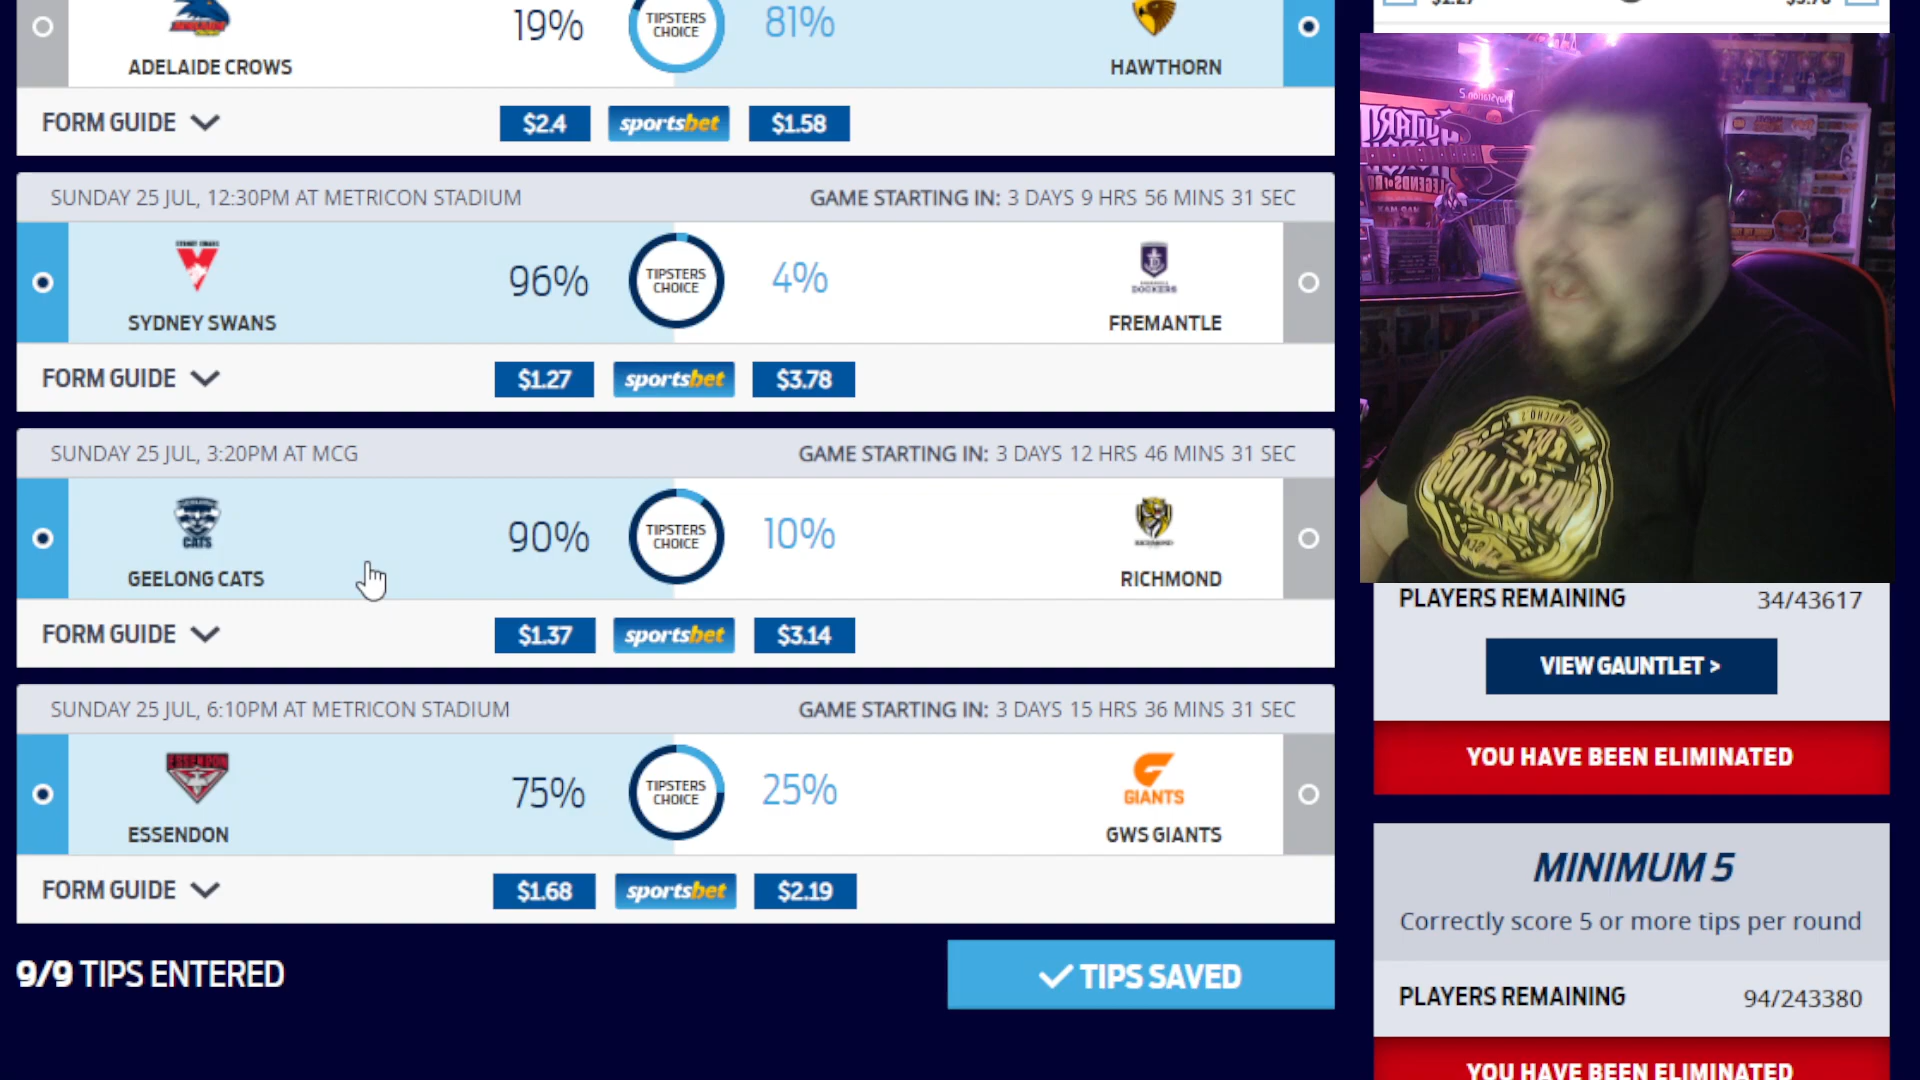 19%
TIPSTERS
CHOICE
81%
ADELAIDE CROWS
HAWTHORN
FORM GUIDE
$2.4
sportsbet
$1.58
SUNDAY 25 JUL, 12:30PM AT METRICON STADIUM
GAME STARTING IN: 3 DAYS 9 HRS 56 MINS 31 SEC
96%
TIPSTERS
CHOICE
4%
DOCKERS
SYDNEY SWANS
FREMANTLE
FORM GUIDE
$1.27
sportsbet
$3.78
SUNDAY 25 JUL, 3:20PM AT MCG
GAME STARTING IN: 3 DAYS 12 HRS 46 MINS 31 SEC
CATS
90%
TIPSTERS
CHOICE
10%
RICHMOND
GEELONG CATS
RICHMOND
FORM GUIDE
$1.37
sportsbet
$3.14
SUNDAY 25 JUL, 6:10PM AT METRICON STADIUM
GAME STARTING IN: 3 DAYS 15 HRS 36 MINS 31 SEC
ESSENDON
75%
TIPSTERS
CHOICE
25%
GIANTS
ESSENDON
GWS GIANTS
FORM GUIDE
$1.68
sportsbet
$2.19
9/9 TIPS ENTERED
TIPS SAVED
PlayStation 2
PLAYERS REMAINING 34/43617
VIEW GAUNTLET >
YOU HAVE BEEN ELIMINATED
MINIMUM 5
Correctly score 5 or more tips per round
PLAYERS REMAINING 94/243380
YOU HAVE BEEN ELIMINATED